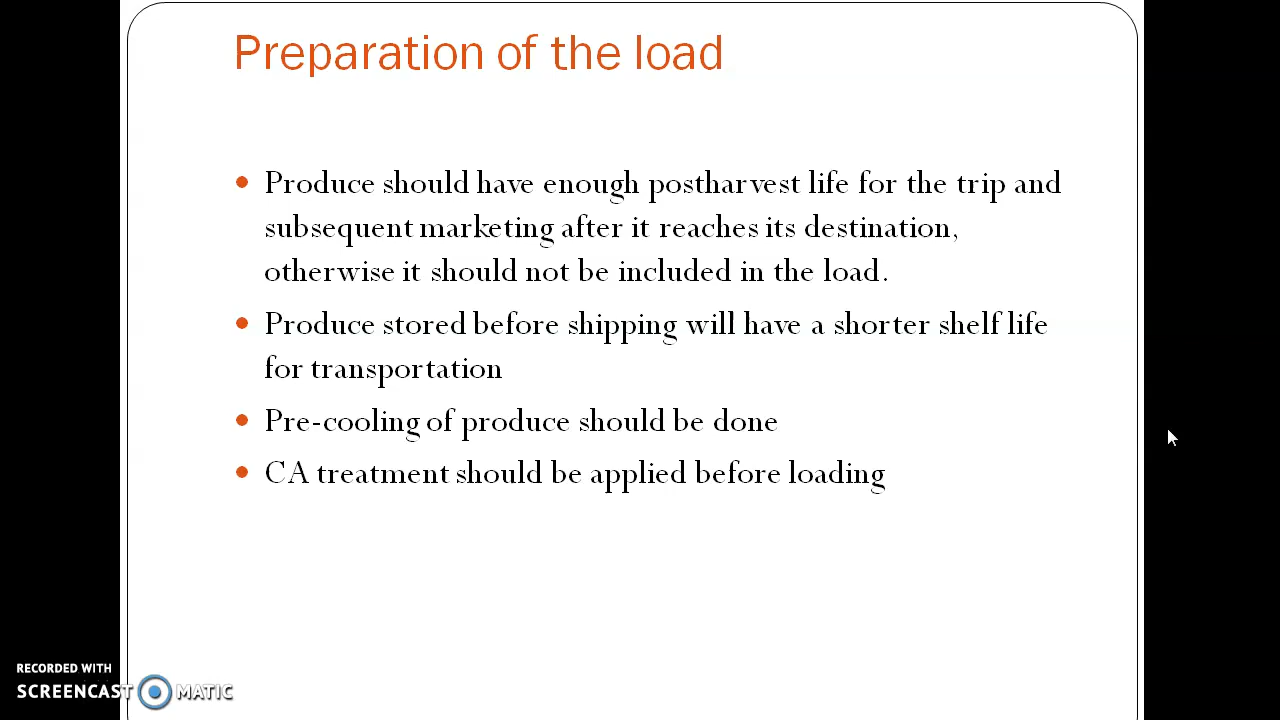 Preparation of the load
• Produce should have enough postharvest life for the trip and
subsequent marketing after it reaches its destination,
otherwise it should not be included in the load.
• Produce stored before shipping will have a shorter shelf life
for transportation
• Pre-cooling of produce should be done
• CA treatment should be applied before loading
RECORDED WITH
SCREENCAST MATIC